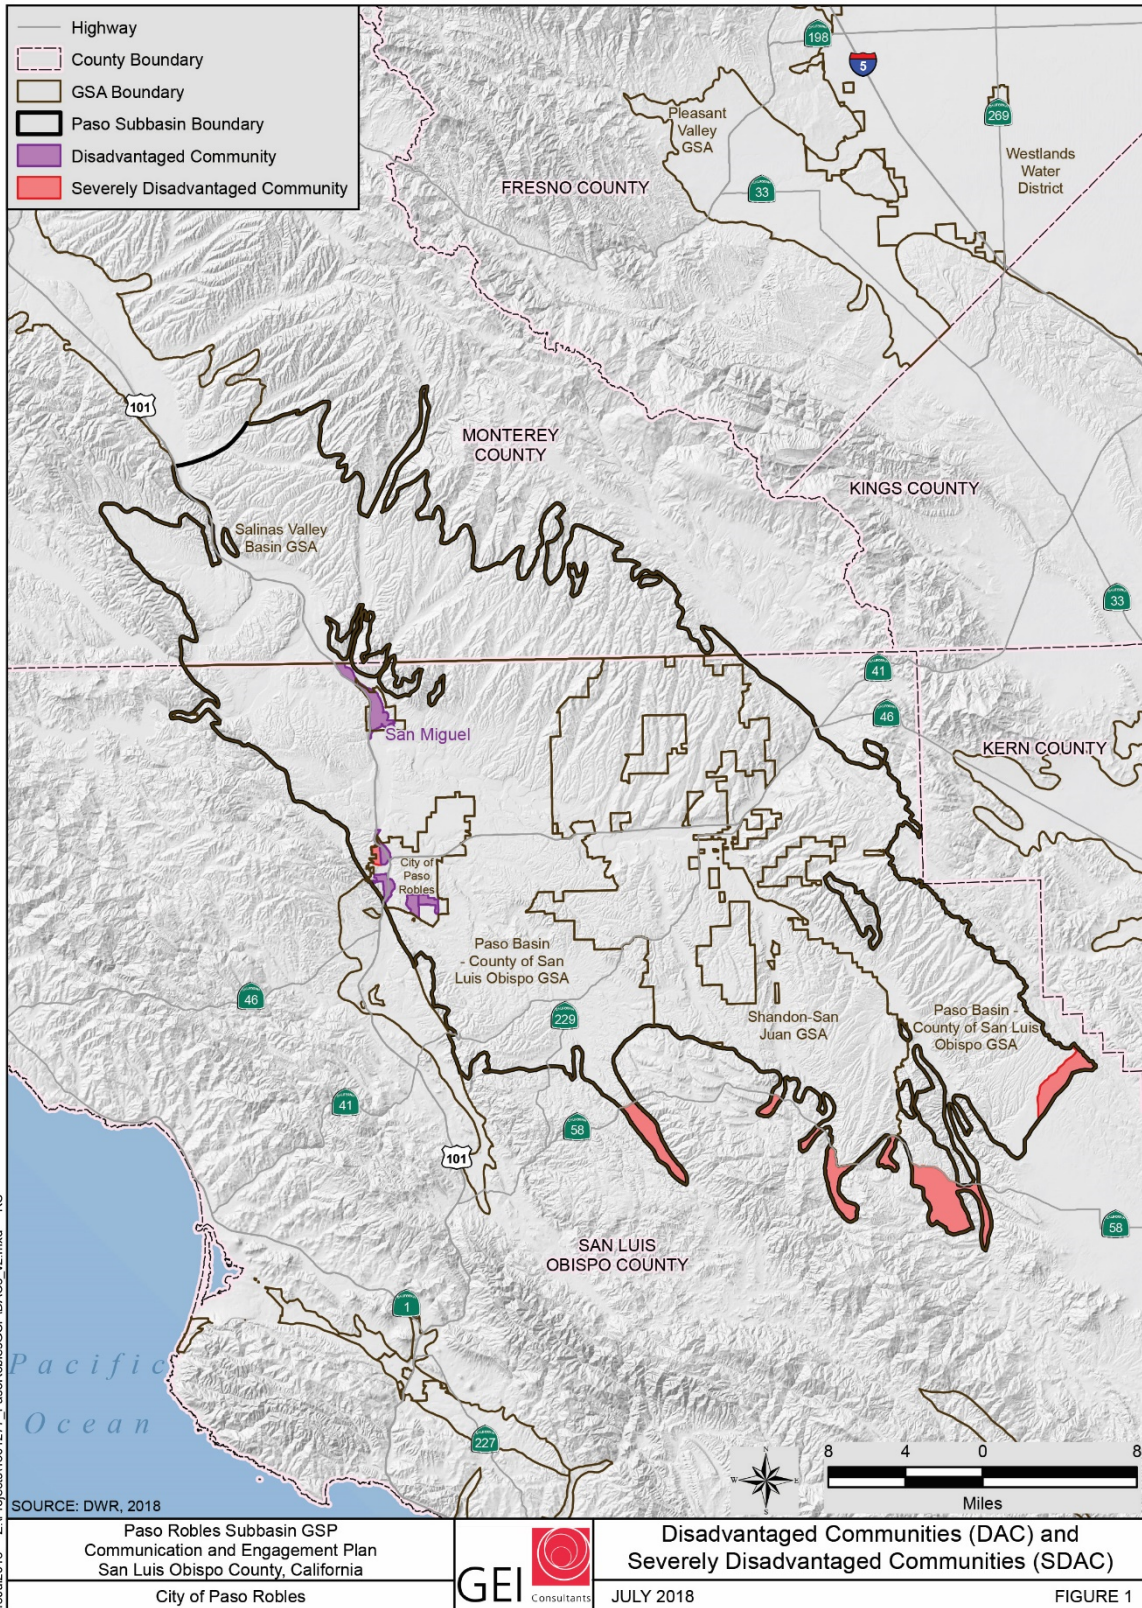 Highway
County Boundary
GSA Boundary
Paso Subbasin Boundary
Disadvantaged Community
Severely Disadvantaged Community
198
5
269
Pleasant
Valley
GSA
Westlands
Water
District
FRESNO COUNTY
33
101
MONTEREY
COUNTY
KINGS COUNTY
Salinas Valley
Basin GSA
33
41
46
San Miguel
KERN COUNTY
City of
Paso
Robles
Paso Basin
- County of San
Luis Obispo GSA
46
229
Shandon-San
Juan GSA
Paso Basin -
County of San Luis
Obispo GSA
41
58
101
58
SAN LUIS
OBISPO COUNTY
1
Pacific
Ocean
227
N
W
E
S
8 4 0 8
Miles
SOURCE: DWR, 2018
Paso Robles Subbasin GSP
Communication and Engagement Plan
San Luis Obispo County, California
City of Paso Robles
GEI Consultants
Disadvantaged Communities (DAC) and
Severely Disadvantaged Communities (SDAC)
JULY 2018
FIGURE 1